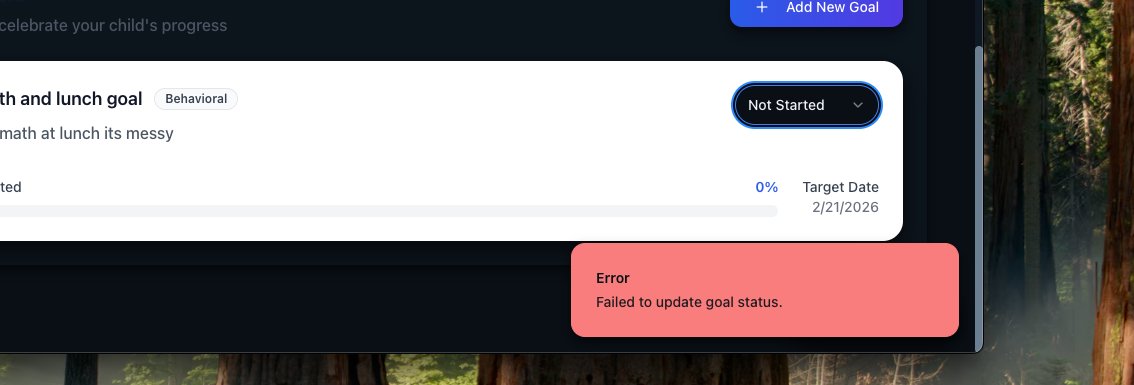 celebrate your child's progress
+ Add New Goal
th and lunch goal
Behavioral
Not Started
math at lunch its messy
ted
0%
Target Date
2/21/2026
Error
Failed to update goal status.